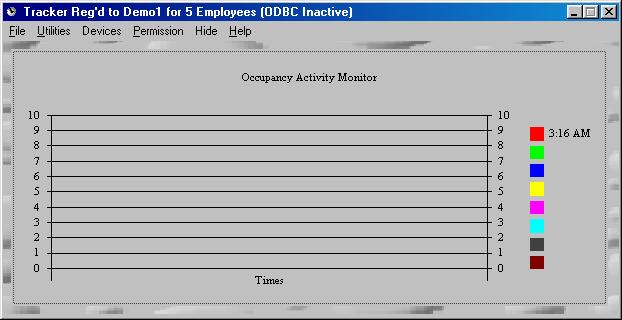 Tracker Reg'd to Demo1 for 5 Employees (ODBC Inactive)
File Utilities Devices Permission Hide Help
Occupancy Activity Monitor
10 10
9 9 3:16 AM
8 8
7 7
6 6
5 5
4 4
3 3
2 2
1 1
0 0
Times